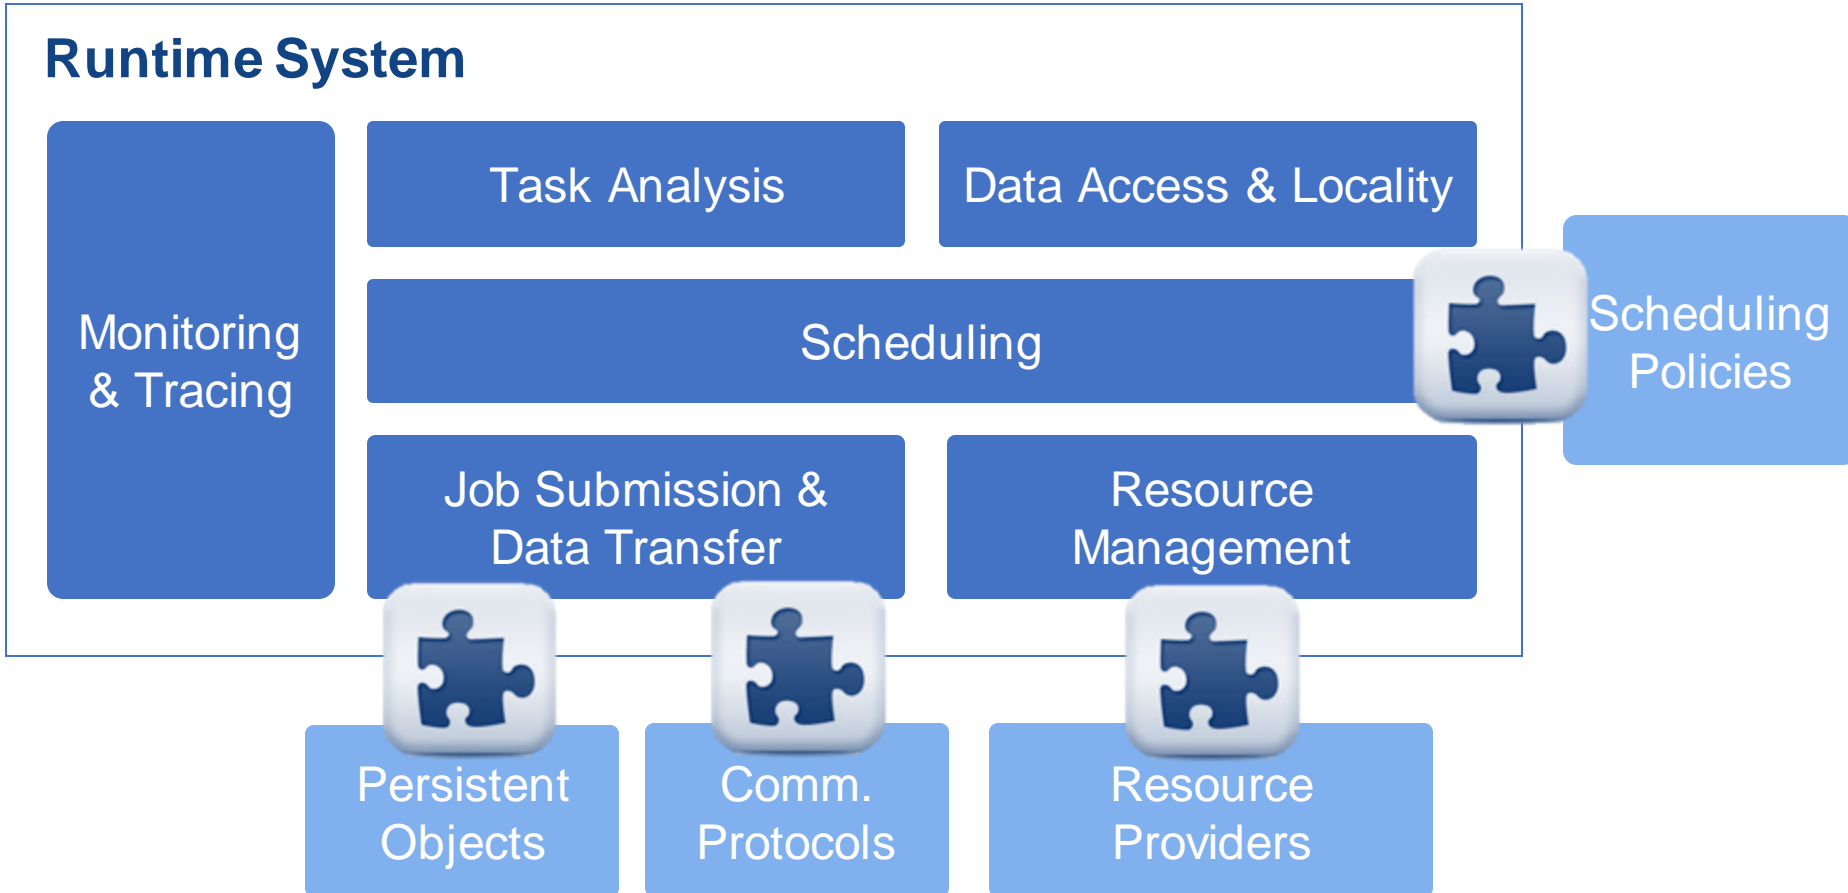 Runtime System
Task Analysis
Data Access & Locality
Monitoring
& Tracing
Scheduling
Scheduling
Policies
Job Submission &
Data Transfer
Resource
Management
Persistent
Objects
Comm.
Protocols
Resource
Providers